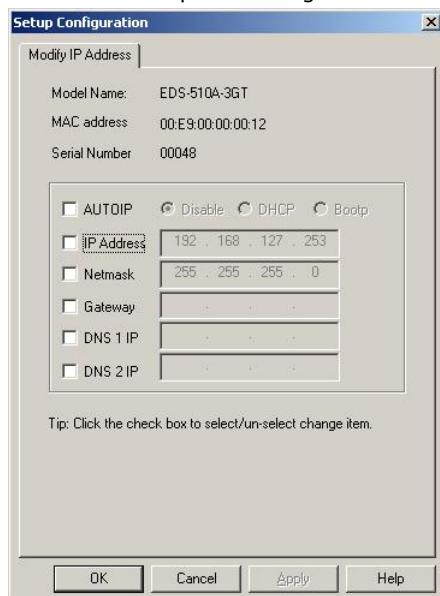 Setup Configuration
Modify IP Address
Model Name: EDS-510A-3GT
MAC address 00:E9:00:00:00:12
Serial Number 00048
AUTOIP Disable DHCP Bootp
IP Address 192 . 168 . 127 . 253
Netmask 255 . 255 . 255 . 0
Gateway . . .
DNS 1 IP . . .
DNS 2 IP . . .
Tip: Click the check box to select/un-select change item.
OK Cancel Apply Help